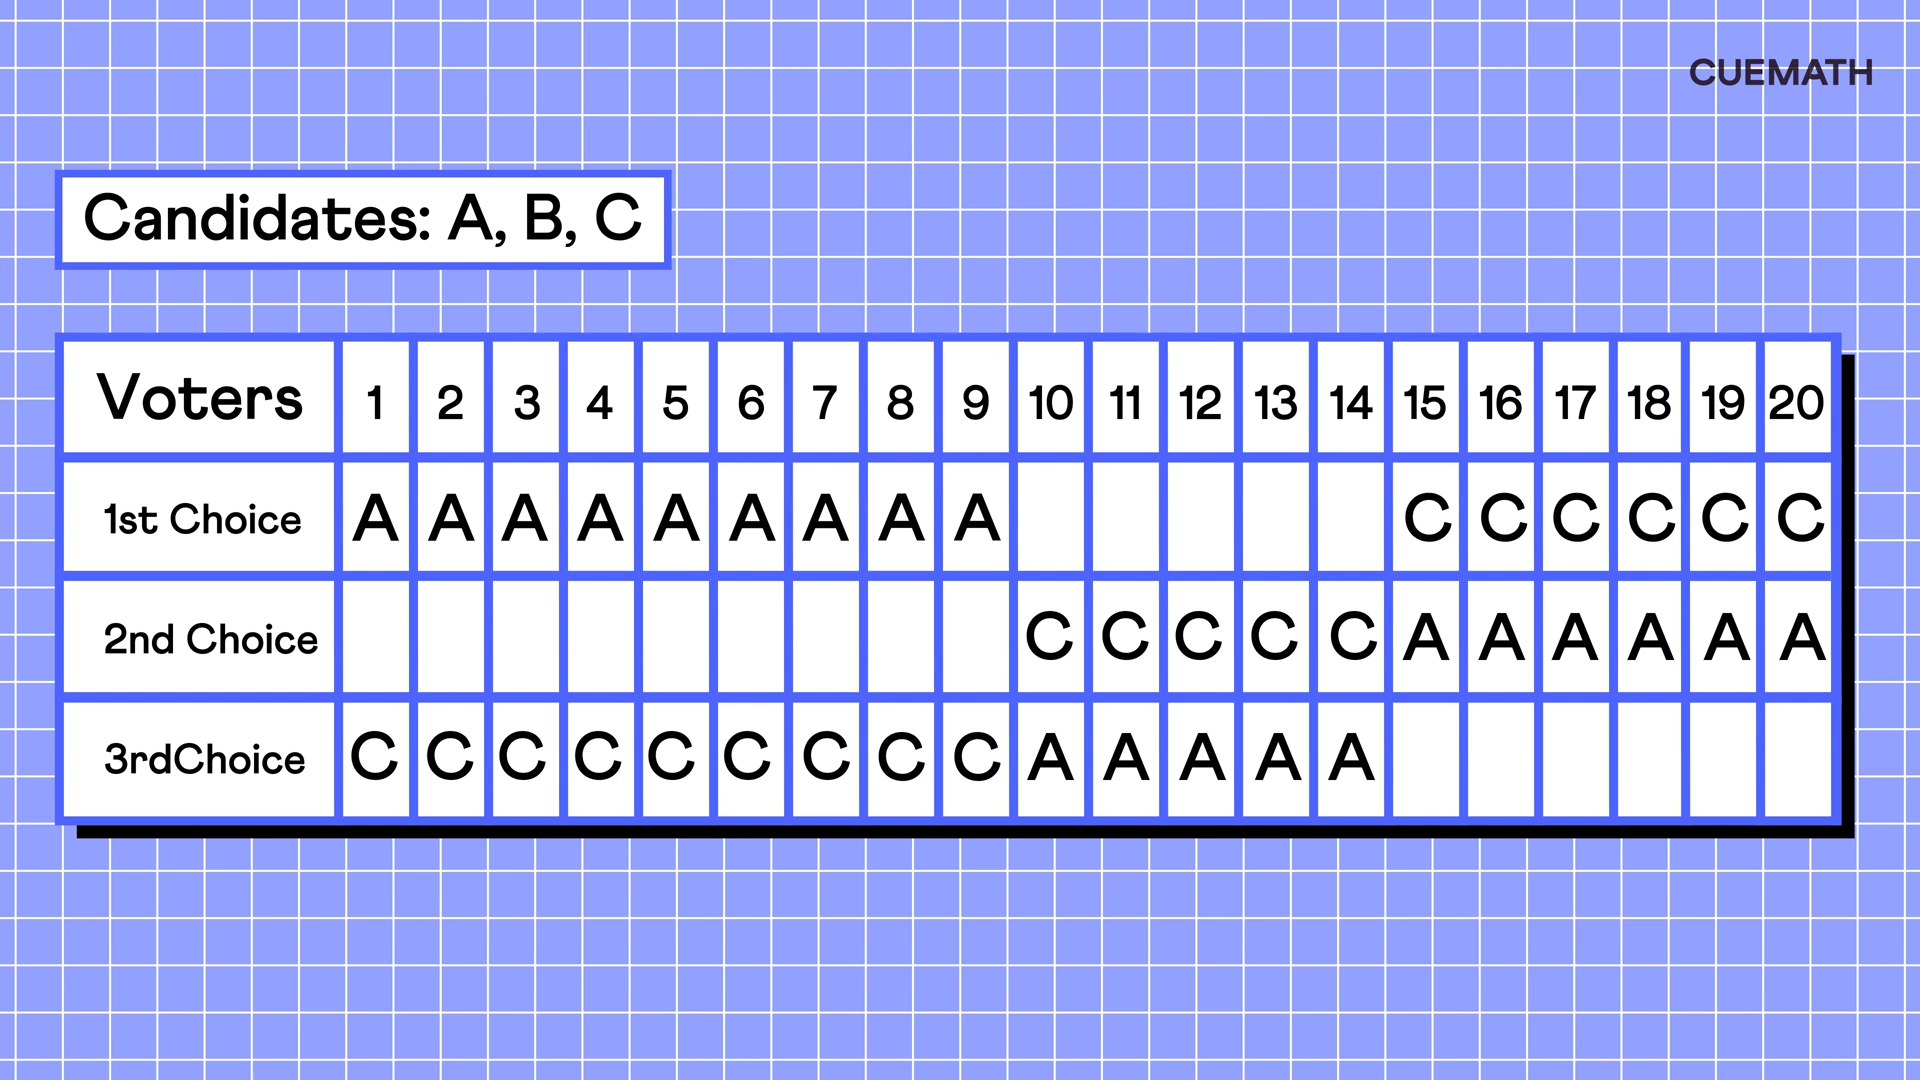 CUEMATH
Candidates: A, B, C
Voters 1 2 3 4 5 6 7 8 9 10 11 12 13 14 15 16 17 18 19 20
1st Choice A A A A A A A A A C C C C C C
2nd Choice C C C C C A A A A A A
3rdChoice C C C C C C C C C A A A A A